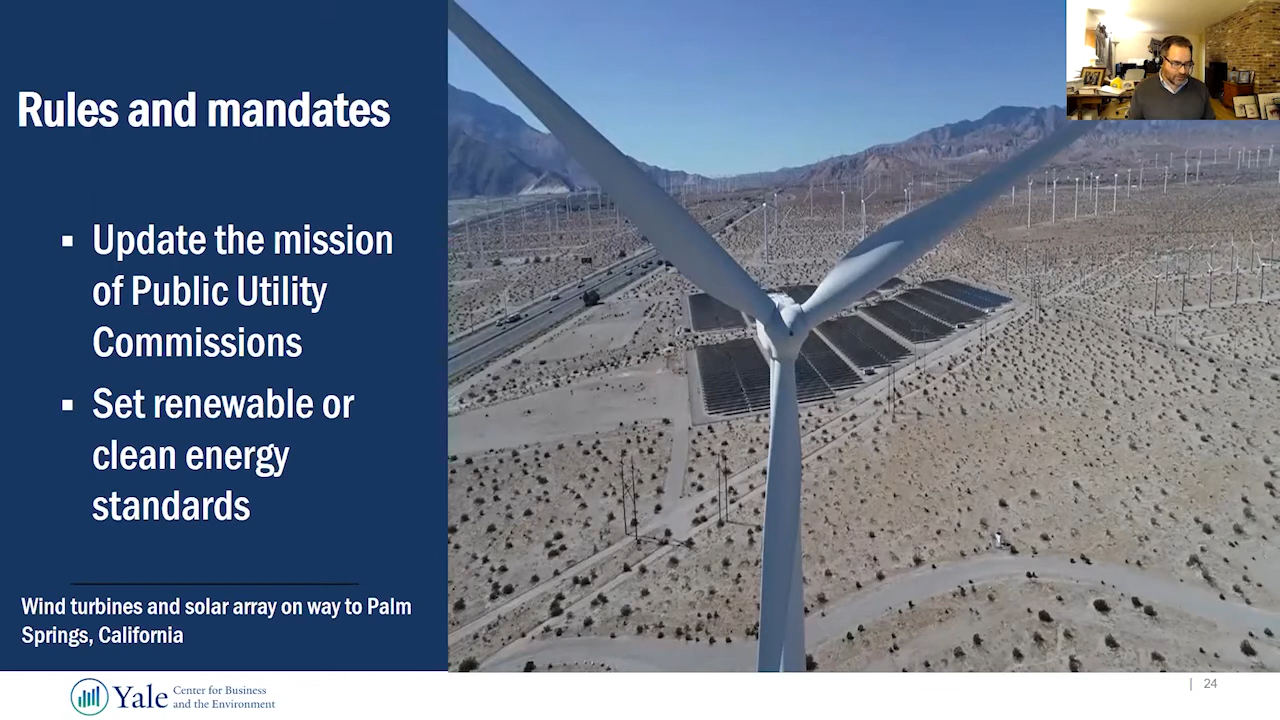 Rules and mandates
▪ Update the mission
of Public Utility
Commissions
▪ Set renewable or
clean energy
standards
Wind turbines and solar array on way to Palm
Springs, California
Yale Center for Business
and the Environment
| 24